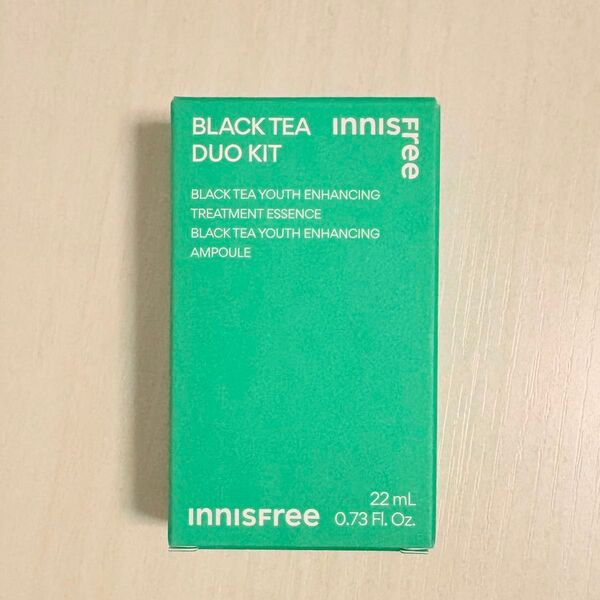 BLACK TEA
DUO KIT
INNISFree
BLACK TEA YOUTH ENHANCING
TREATMENT ESSENCE
BLACK TEA YOUTH ENHANCING
AMPOULE
INNISFree
22 mL
0.73 Fl. Oz.